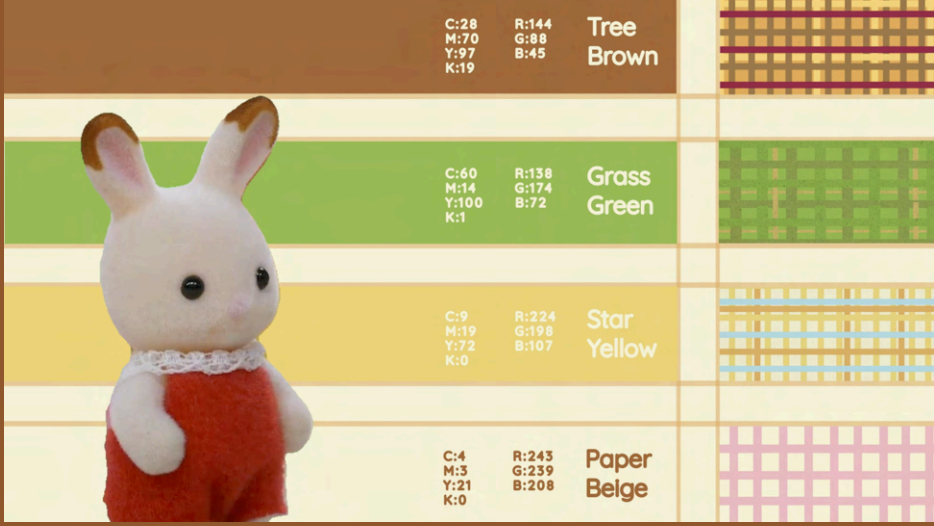 C:28 R:144 Tree
M:70 G:88 Brown
Y:97 B:45
K:19
C:60 R:138 Grass
M:14 G:174 Green
Y:100 B:72
K:1
C:9 R:224 Star
M:19 G:198 Yellow
Y:72 B:107
K:0
C:4 R:243 Paper
M:3 G:239 Beige
Y:21 B:208
K:0